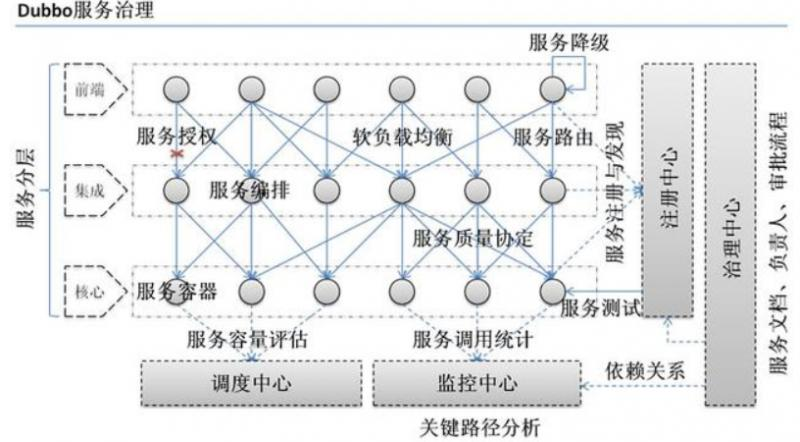 Dubbo服务治理
服务降级
前端
服务授权
软负载均衡
服务路由
服务分层
集成
服务编排
服务注册与发现
注册中心
治理中心
服务文档、负责人、审批流程
服务质量协定
核心
服务容器
服务测试
服务容量评估
服务调用统计
调度中心
监控中心
依赖关系
关键路径分析